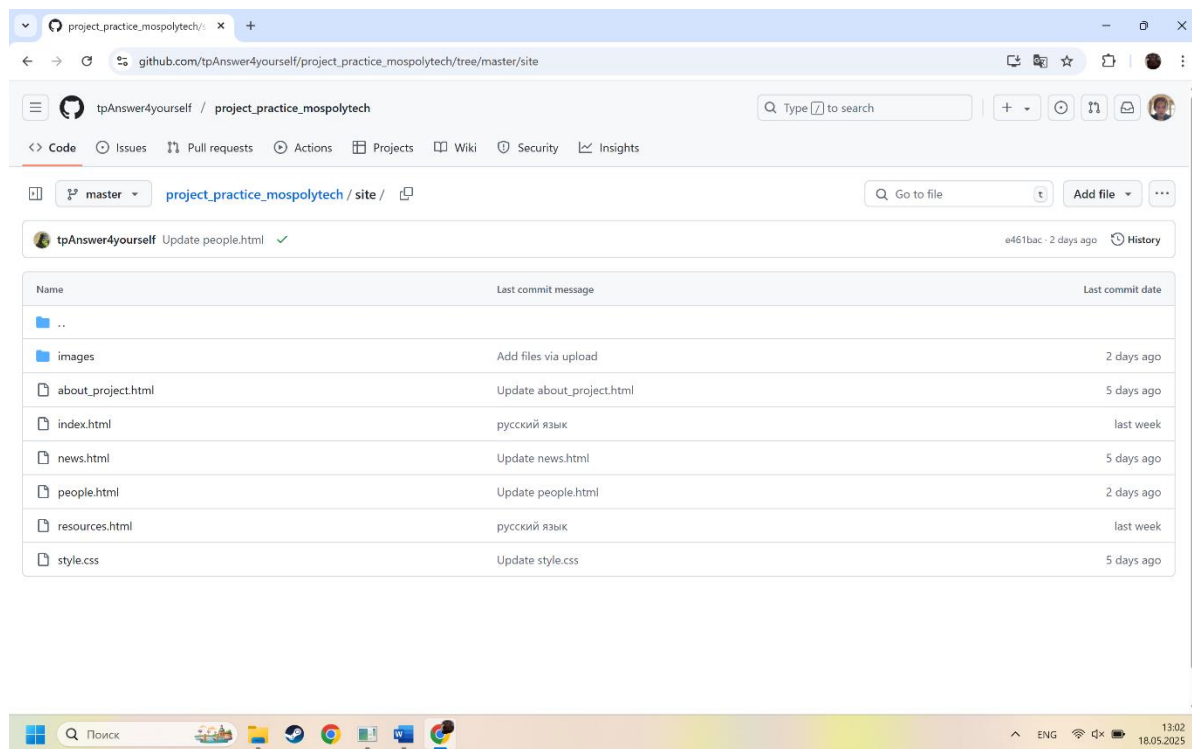 project_practice_mospolytech/s
github.com/tpAnswer4yourself/project_practice_mospolytech/tree/master/site
tpAnswer4yourself / project_practice_mospolytech
Type / to search
Code Issues Pull requests Actions Projects Wiki Security Insights
master project_practice_mospolytech / site / Go to file t Add file
tpAnswer4yourself Update people.html e461bac · 2 days ago History
Name Last commit message Last commit date
..
images Add files via upload 2 days ago
about_project.html Update about_project.html 5 days ago
index.html русский язык last week
news.html Update news.html 5 days ago
people.html Update people.html 2 days ago
resources.html русский язык last week
style.css Update style.css 5 days ago
Поиск W ENG 13:02
18.05.2025